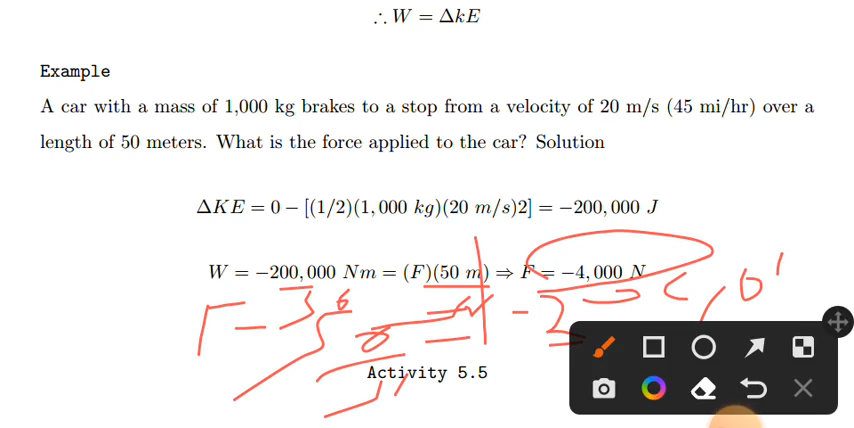 ∴ W = ΔkE
Example
A car with a mass of 1,000 kg brakes to a stop from a velocity of 20 m/s (45 mi/hr) over a
length of 50 meters. What is the force applied to the car? Solution
ΔKE = 0 − [(1/2)(1,000 kg)(20 m/s)2] = −200,000 J
W = −200,000 Nm = (F)(50 m) ⇒ F = −4,000 N
Activity 5.5